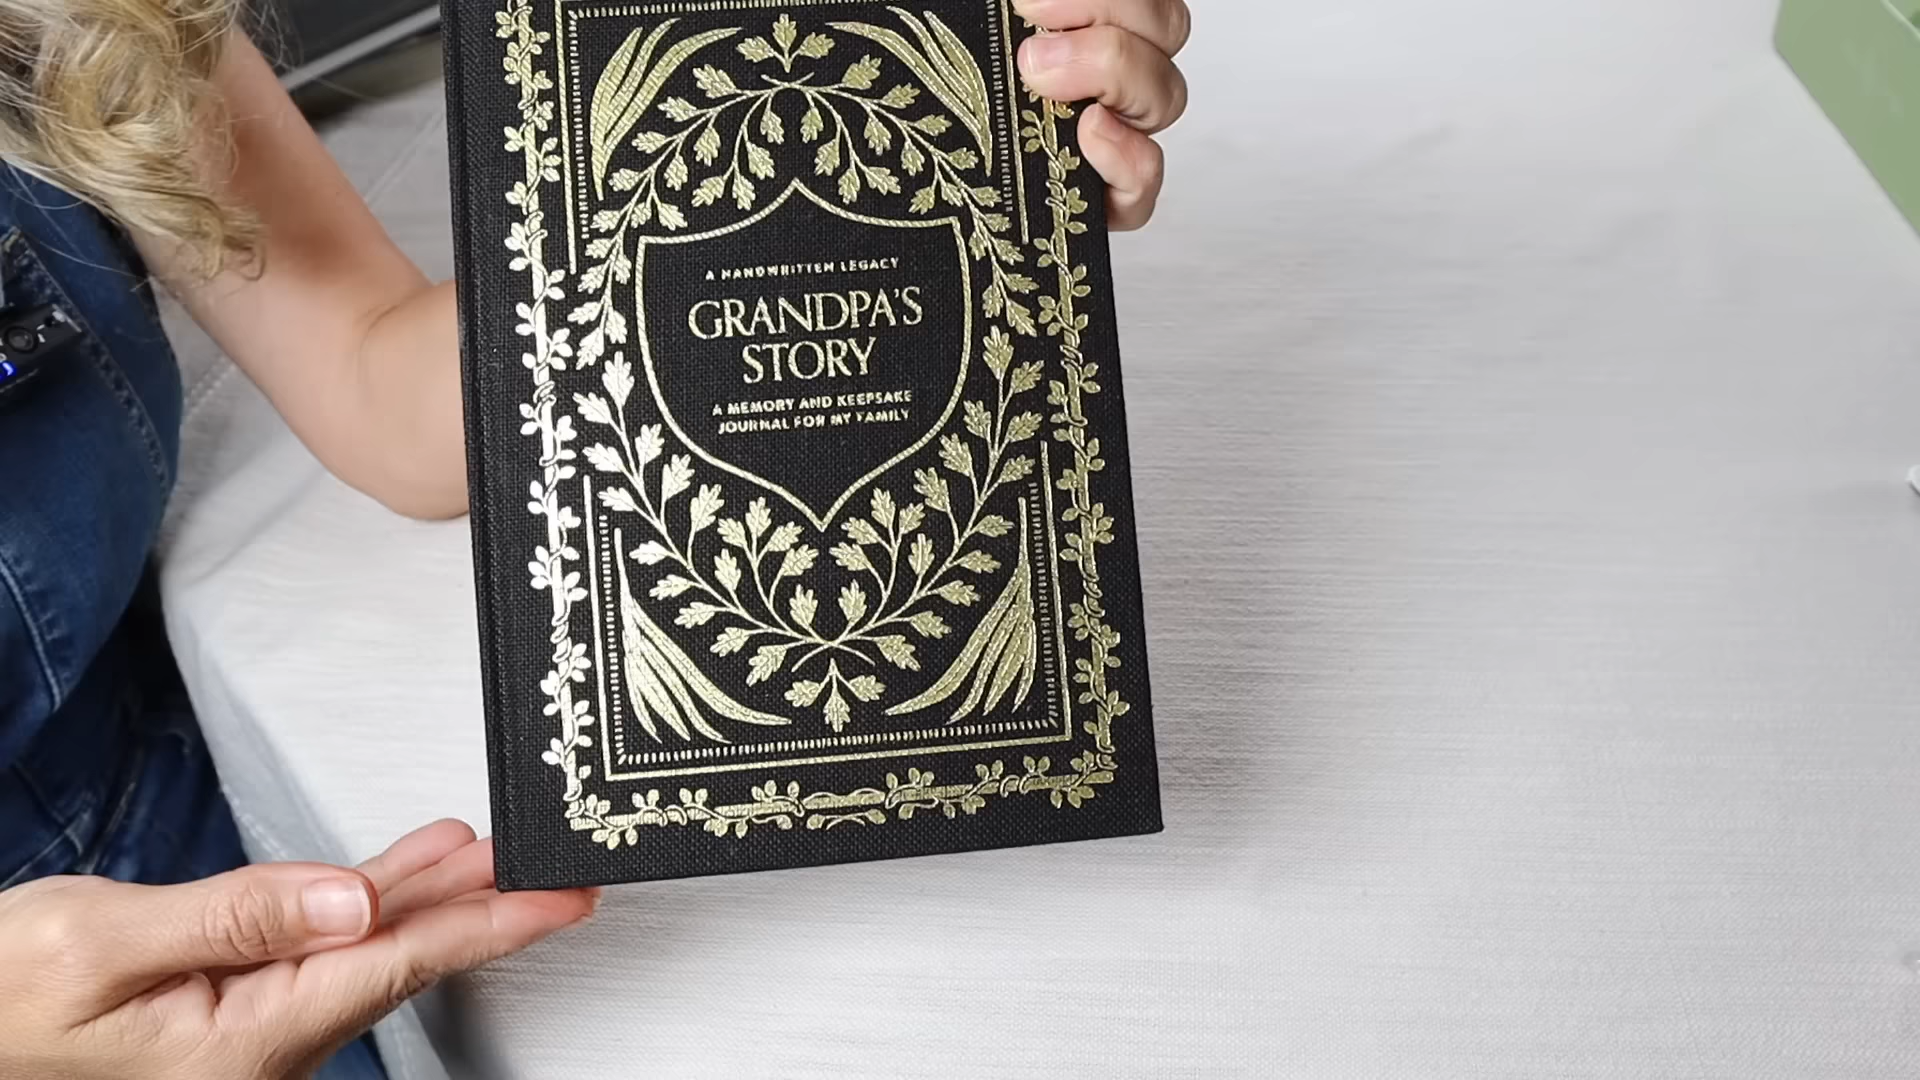 A HANDWRITTEN LEGACY
GRANDPA'S
STORY
A MEMORY AND KEEPSAKE
JOURNAL FOR MY FAMILY